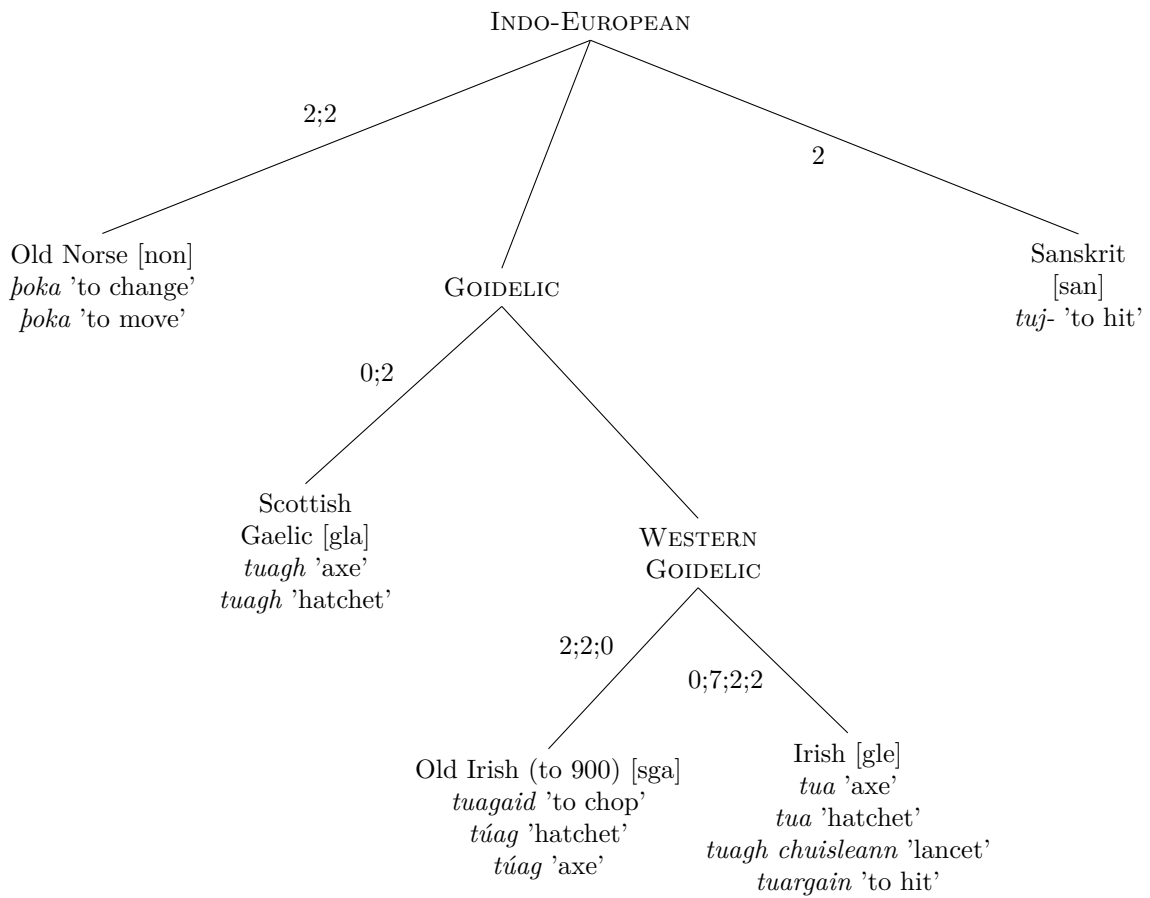 INDO-EUROPEAN
2;2
2
Old Norse [non]
þoka ’to change’
þoka ’to move’
Sanskrit
[san]
tuj- ’to hit’
GOIDELIC
0;2
Scottish
Gaelic [gla]
tuagh ’axe’
tuagh ’hatchet’
WESTERN
GOIDELIC
2;2;0
0;7;2;2
Old Irish (to 900) [sga]
tuagaid ’to chop’
túag ’hatchet’
túag ’axe’
Irish [gle]
tua ’axe’
tua ’hatchet’
tuagh chuisleann ’lancet’
tuargain ’to hit’